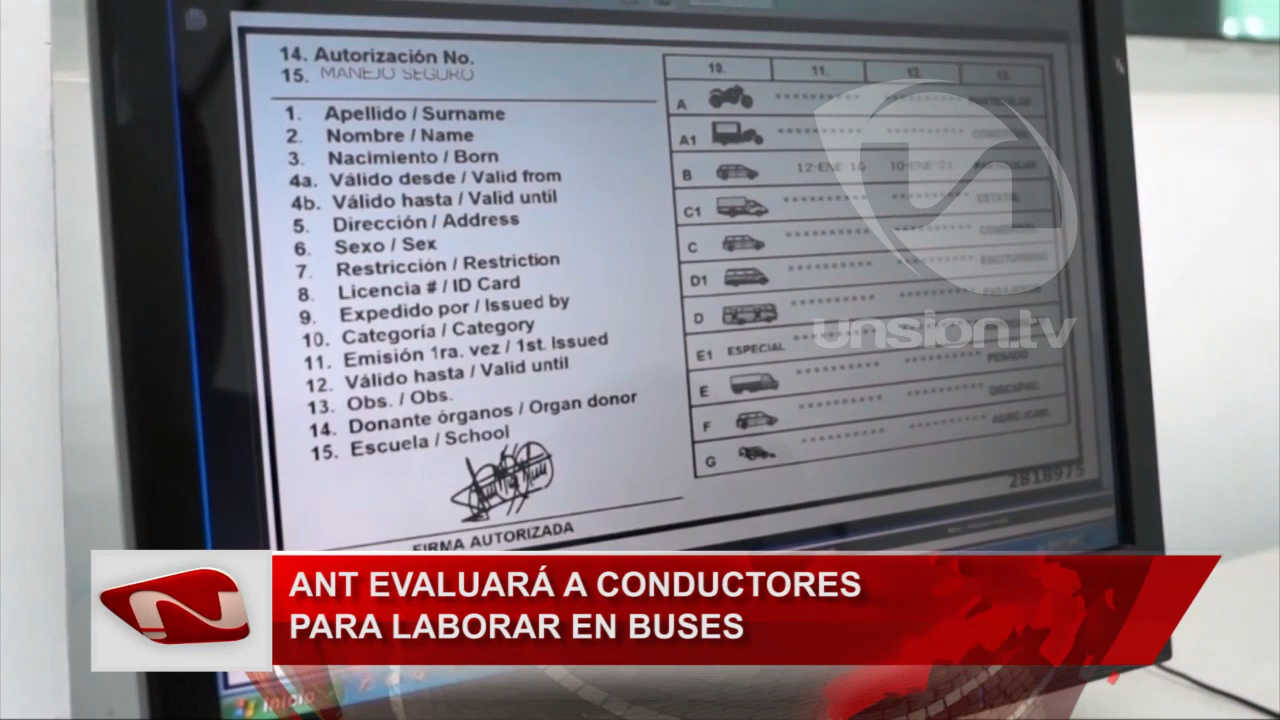 14. Autorización No.
15. MANEJO SEGURO
1. Apellido / Surname
2. Nombre / Name
3. Nacimiento / Born
4a. Válido desde / Valid from
4b. Válido hasta / Valid until
5. Dirección / Address
6. Sexo / Sex
7. Restricción / Restriction
8. Licencia # / ID Card
9. Expedido por / Issued by
10. Categoría / Category
11. Emisión 1ra. vez / 1st. Issued
12. Válido hasta / Valid until
13. Obs. / Obs.
14. Donante órganos / Organ donor
15. Escuela / School
FIRMA AUTORIZADA
10. 11. 12. 13.
A ********** **********
A1 ********** **********
B 12-ENE-16 10-ENE-21
C1 ********** ********** ESTATAL
C ********** **********
D1 ********** **********
D ********** **********
E1 ESPECIAL ********** **********
E ********** ********** PESADO
F ********** ********** DISCAPAC.
G ********** **********
2818975
unsion.tv
ANT EVALUARÁ A CONDUCTORES
PARA LABORAR EN BUSES
Inicio